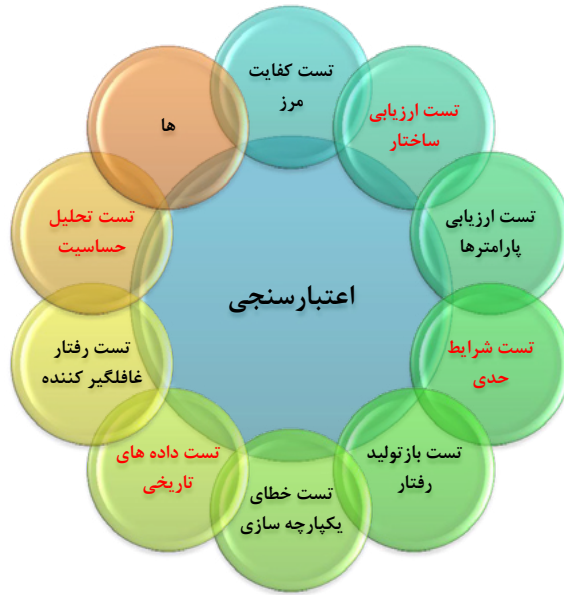 تست کفایت
مرز
تست ارزیابی
ساختار
تست ارزیابی
پارامترها
تست شرایط
حدی
تست بازتولید
رفتار
تست خطای
یکپارچه سازی
تست داده های
تاریخی
تست رفتار
غافلگیر کننده
تست تحلیل
حساسیت
ها
اعتبارسنجی